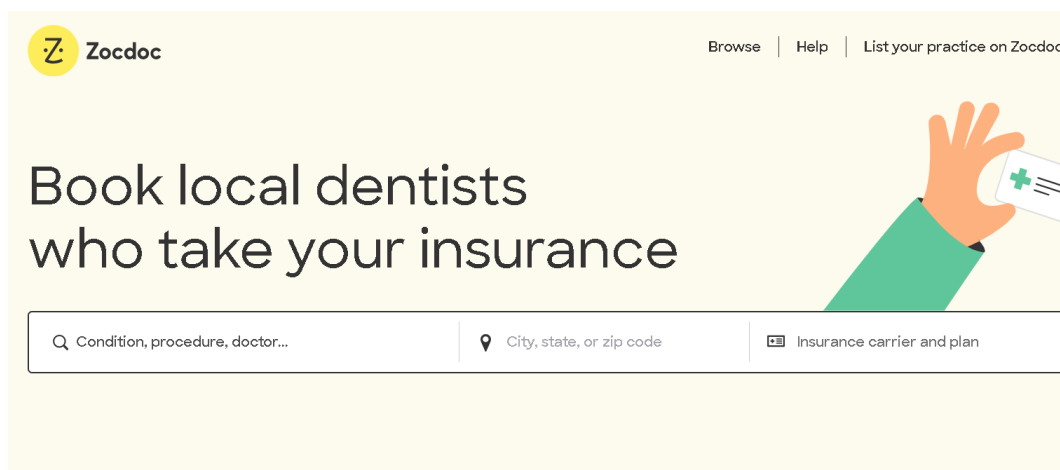 Zocdoc
Browse
Help
List your practice on Zocdoc
Book local dentists
who take your insurance
Condition, procedure, doctor...
City, state, or zip code
Insurance carrier and plan